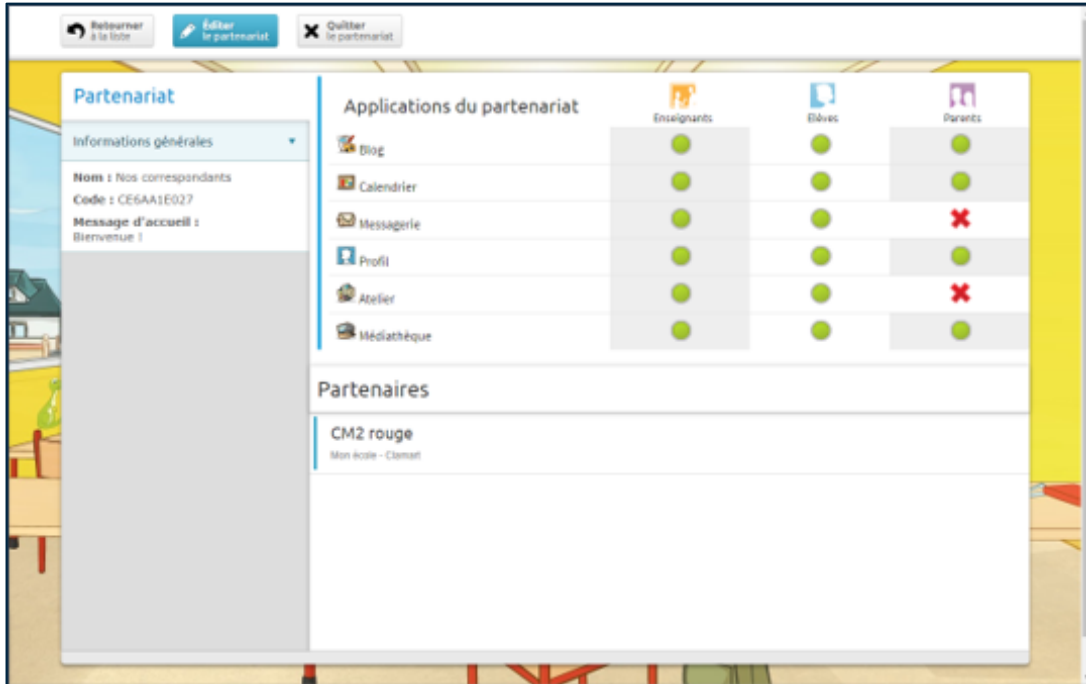 Retourner
à la liste
Éditer
le partenariat
Quitter
le partenariat
Partenariat
Informations générales
Nom : Nos correspondants
Code : CE6AA1E027
Message d'accueil :
Bienvenue !
Applications du partenariat
Enseignants
Elèves
Parents
Blog
Calendrier
Messagerie
Profil
Atelier
Médiathèque
Partenaires
CM2 rouge
Mon école - Clamart